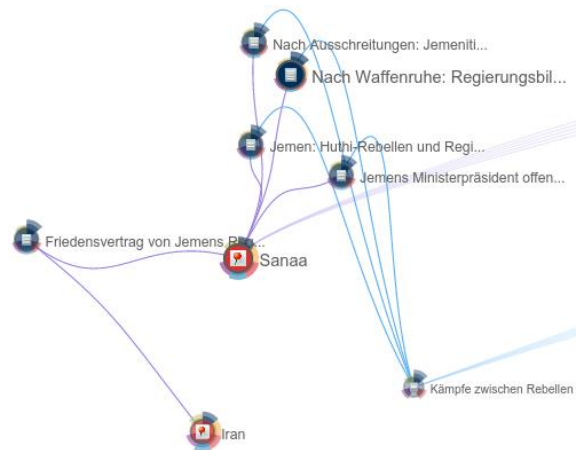 Nach Ausschreitungen: Jemeniti...
Nach Waffenruhe: Regierungsbil...
Jemen: Huthi-Rebellen und Regi...
Jemens Ministerpräsident offen...
Friedensvertrag von Jemens Reg...
Sanaa
Kämpfe zwischen Rebellen
Iran